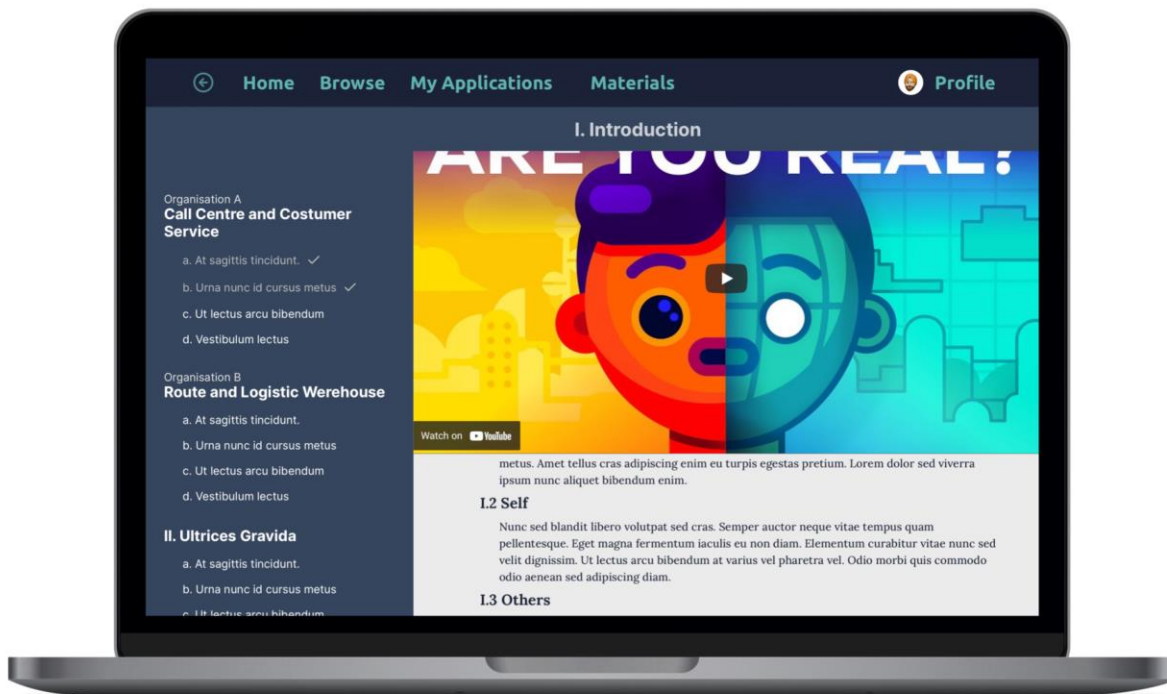 Home Browse My Applications Materials Profile
I. Introduction
Organisation A
Call Centre and Costumer
Service
a. At sagittis tincidunt.
b. Urna nunc id cursus metus
c. Ut lectus arcu bibendum
d. Vestibulum lectus
Organisation B
Route and Logistic Werehouse
a. At sagittis tincidunt.
b. Urna nunc id cursus metus
c. Ut lectus arcu bibendum
d. Vestibulum lectus
II. Ultrices Gravida
a. At sagittis tincidunt.
b. Urna nunc id cursus metus
c. Ut lectus arcu bibendum
ARE YOU REAL?
Watch on YouTube
metus. Amet tellus cras adipiscing enim eu turpis egestas pretium. Lorem dolor sed viverra
ipsum nunc aliquet bibendum enim.
I.2 Self
Nunc sed blandit libero volutpat sed cras. Semper auctor neque vitae tempus quam
pellentesque. Eget magna fermentum iaculis eu non diam. Elementum curabitur vitae nunc sed
velit dignissim. Ut lectus arcu bibendum at varius vel pharetra vel. Odio morbi quis commodo
odio aenean sed adipiscing diam.
I.3 Others